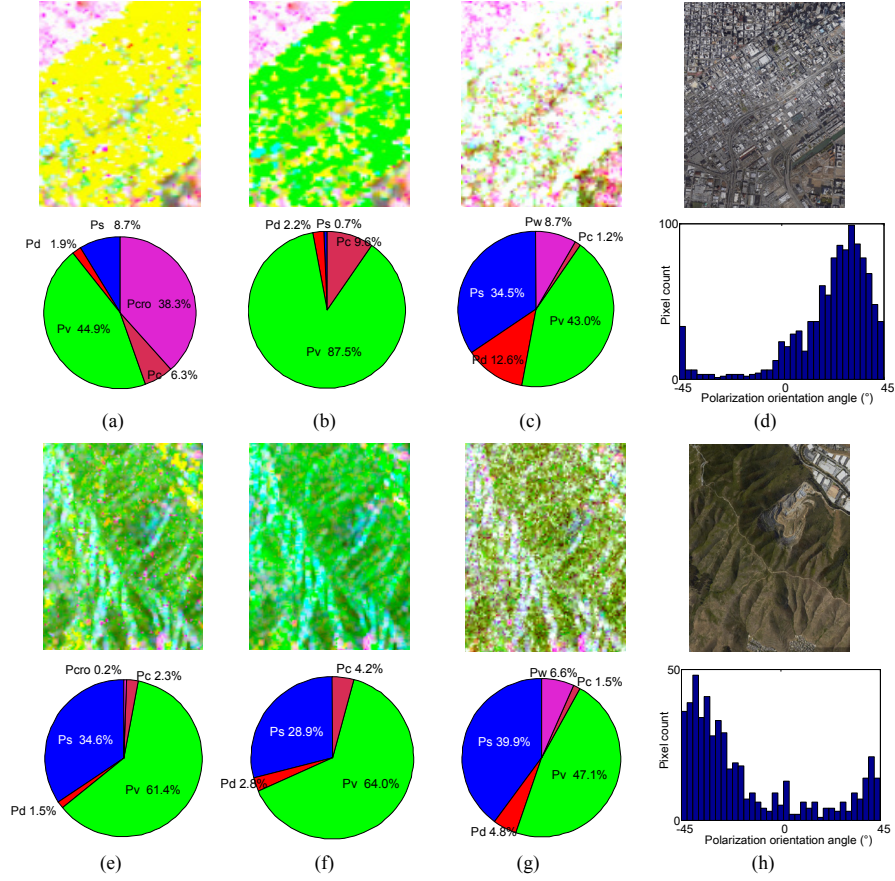 Ps 8.7%
Pd 1.9%
Pcro 38.3%
Pv 44.9%
Pc 6.3%
Pd 2.2%
Ps 0.7%
Pc 9.6%
Pv 87.5%
Pw 8.7%
Pc 1.2%
Ps 34.5%
Pv 43.0%
Pd 12.6%
100
Pixel count
0
-45 0 45
Polarization orientation angle (°)
(a) (b) (c) (d)
Pcro 0.2%
Pc 2.3%
Ps 34.6%
Pv 61.4%
Pd 1.5%
Pc 4.2%
Ps 28.9%
Pd 2.8%
Pv 64.0%
Pw 6.6%
Pc 1.5%
Ps 39.9%
Pv 47.1%
Pd 4.8%
50
Pixel count
0
-45 0 45
Polarization orientation angle (°)
(e) (f) (g) (h)